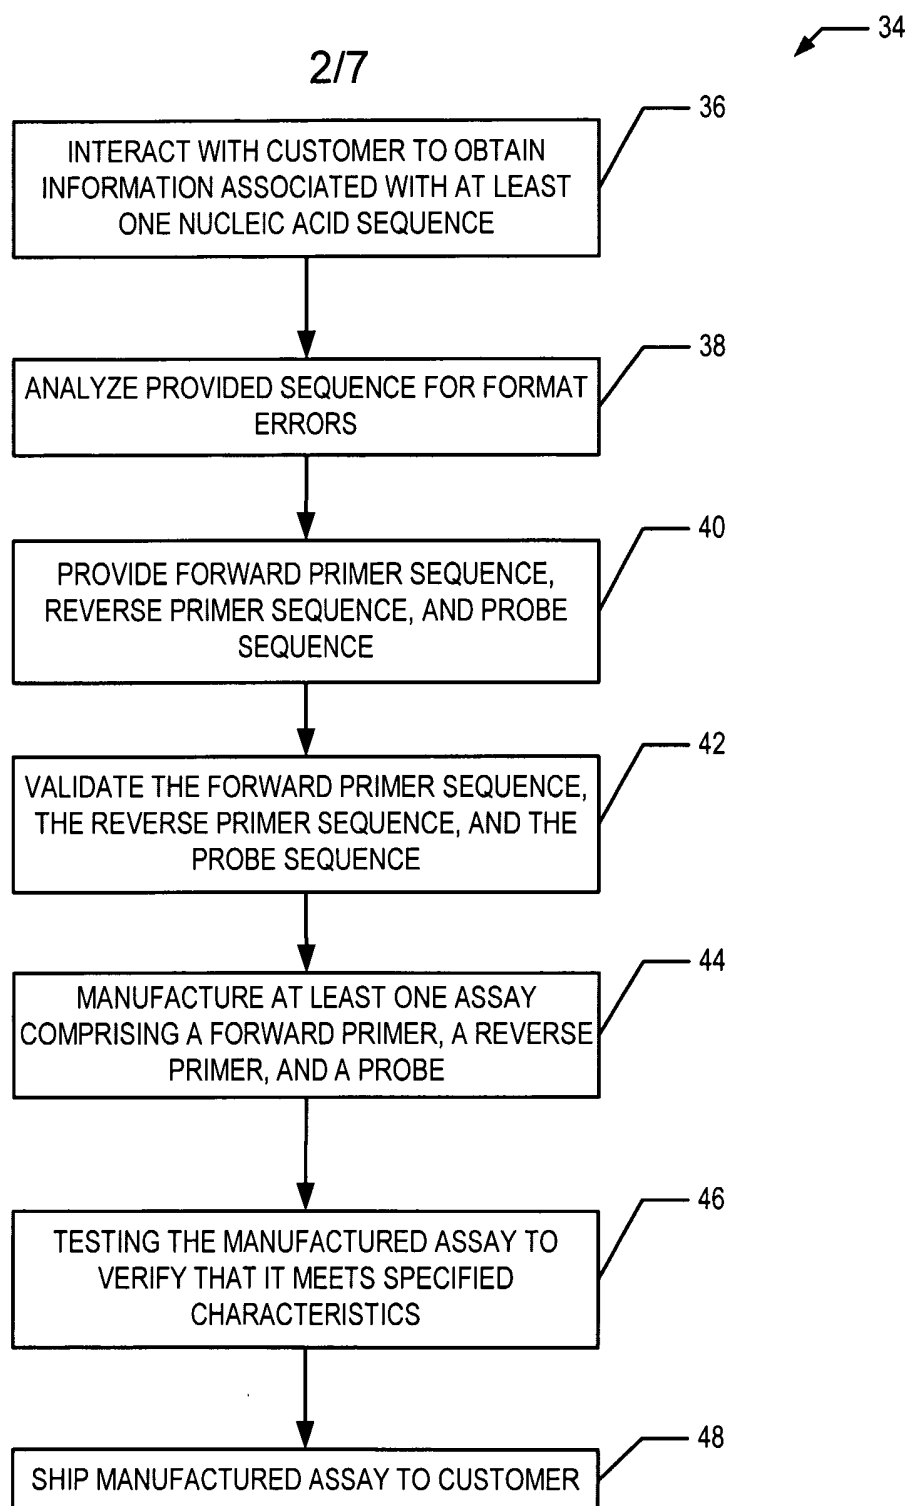 34
2/7
36
INTERACT WITH CUSTOMER TO OBTAIN
INFORMATION ASSOCIATED WITH AT LEAST
ONE NUCLEIC ACID SEQUENCE
38
ANALYZE PROVIDED SEQUENCE FOR FORMAT
ERRORS
40
PROVIDE FORWARD PRIMER SEQUENCE,
REVERSE PRIMER SEQUENCE, AND PROBE
SEQUENCE
42
VALIDATE THE FORWARD PRIMER SEQUENCE,
THE REVERSE PRIMER SEQUENCE, AND THE
PROBE SEQUENCE
44
MANUFACTURE AT LEAST ONE ASSAY
COMPRISING A FORWARD PRIMER, A REVERSE
PRIMER, AND A PROBE
46
TESTING THE MANUFACTURED ASSAY TO
VERIFY THAT IT MEETS SPECIFIED
CHARACTERISTICS
48
SHIP MANUFACTURED ASSAY TO CUSTOMER